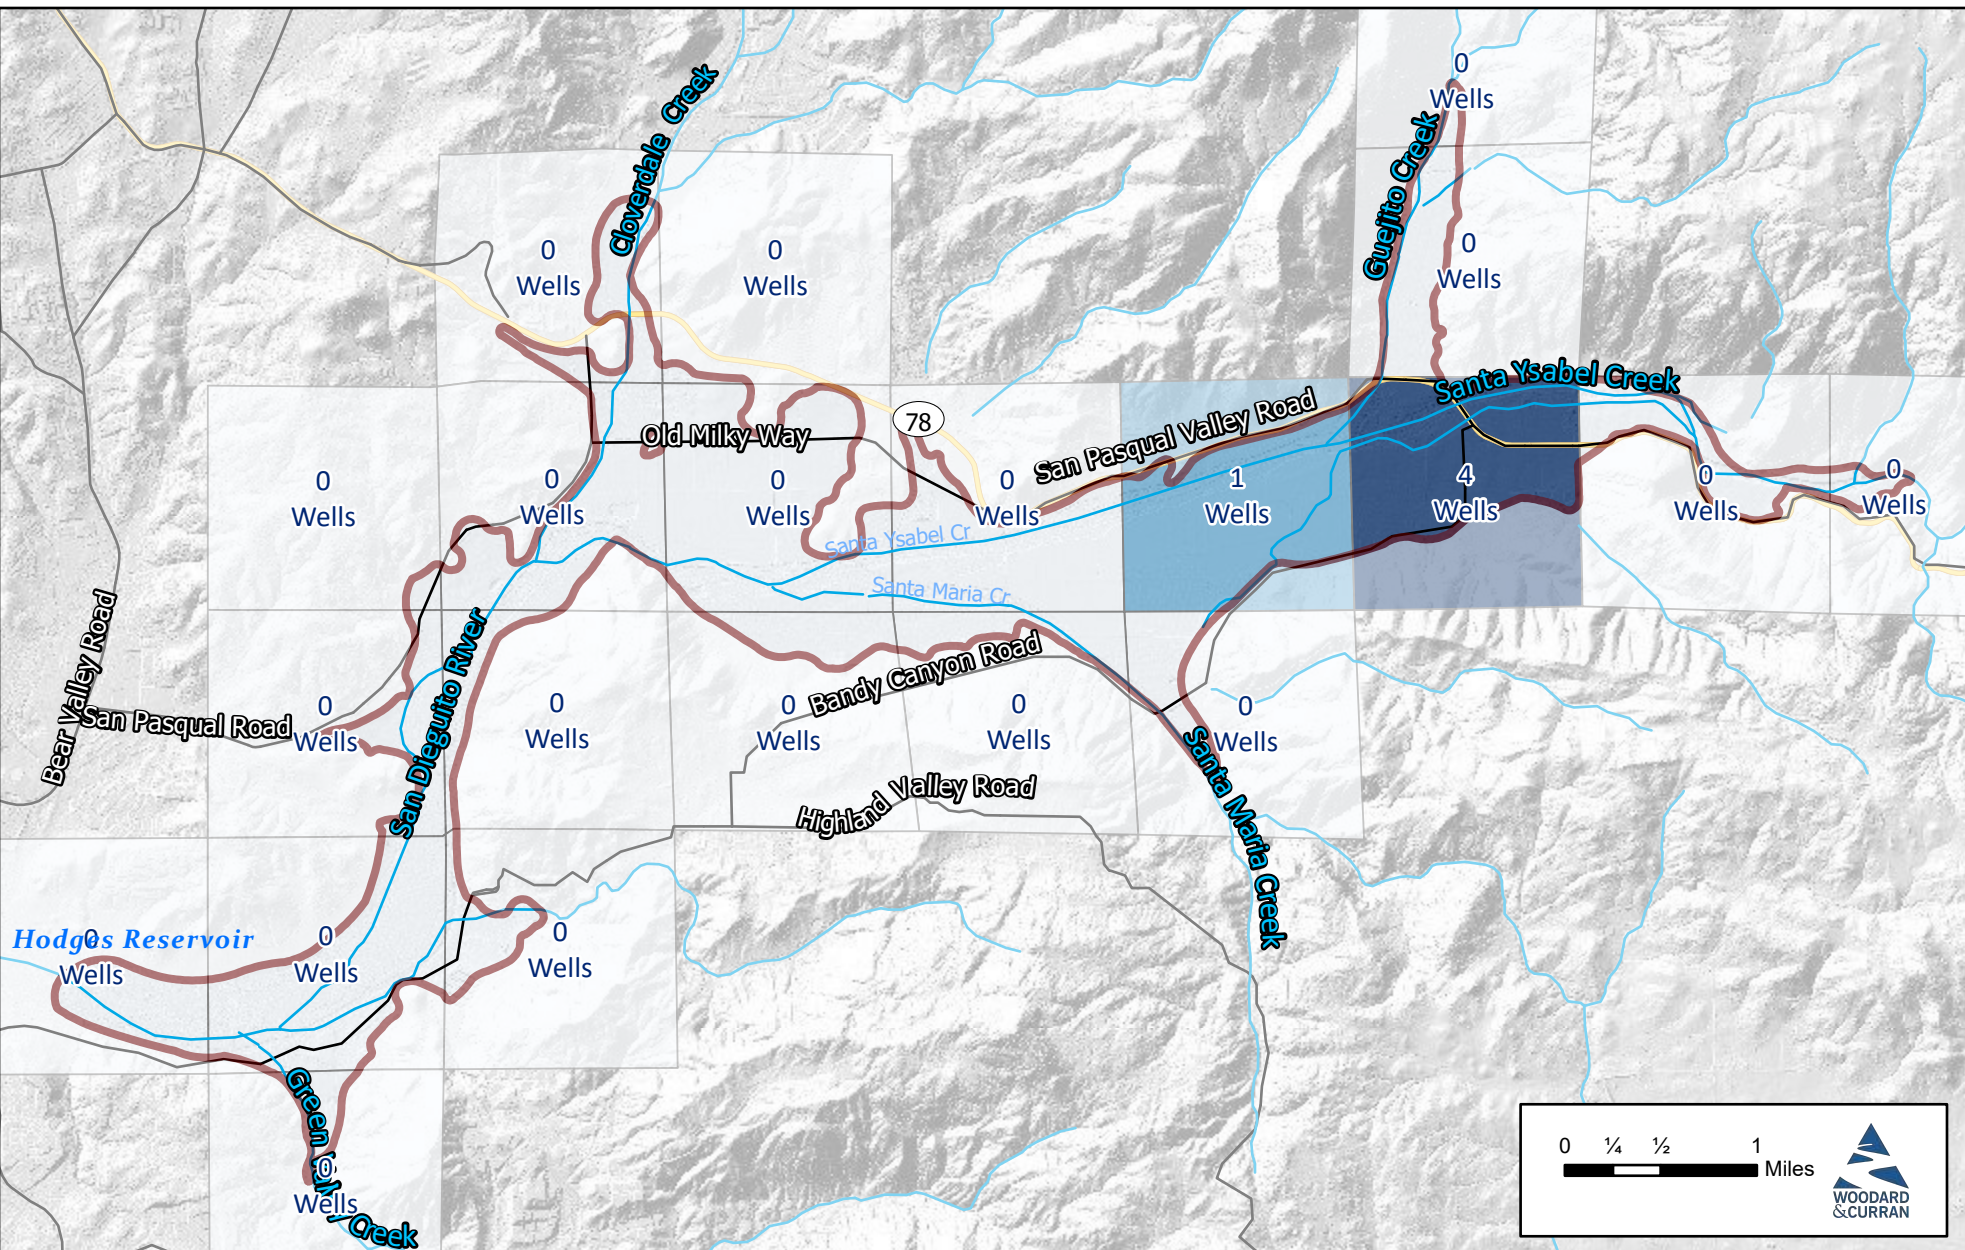 0
Wells
Cloverdale Creek
Guejito Creek
0
Wells
0
Wells
0
Wells
Santa Ysabel Creek
San Pasqual Valley Road
78
Old Milky Way
0
Wells
0
Wells
0
Wells
0
Wells
1
Wells
4
Wells
0
Wells
0
Wells
Santa Ysabel Cr
Santa Maria Cr
Bear Valley Road
San Pasqual Road
San Dieguito River
Bandy Canyon Road
0
Wells
0
Wells
0
Wells
0
Wells
0
Wells
Highland Valley Road
Santa Maria Creek
Hodges Reservoir
0
Wells
0
Wells
0
Wells
Green
Creek
0
Wells
0 ¼ ½ 1
Miles
WOODARD
&CURRAN